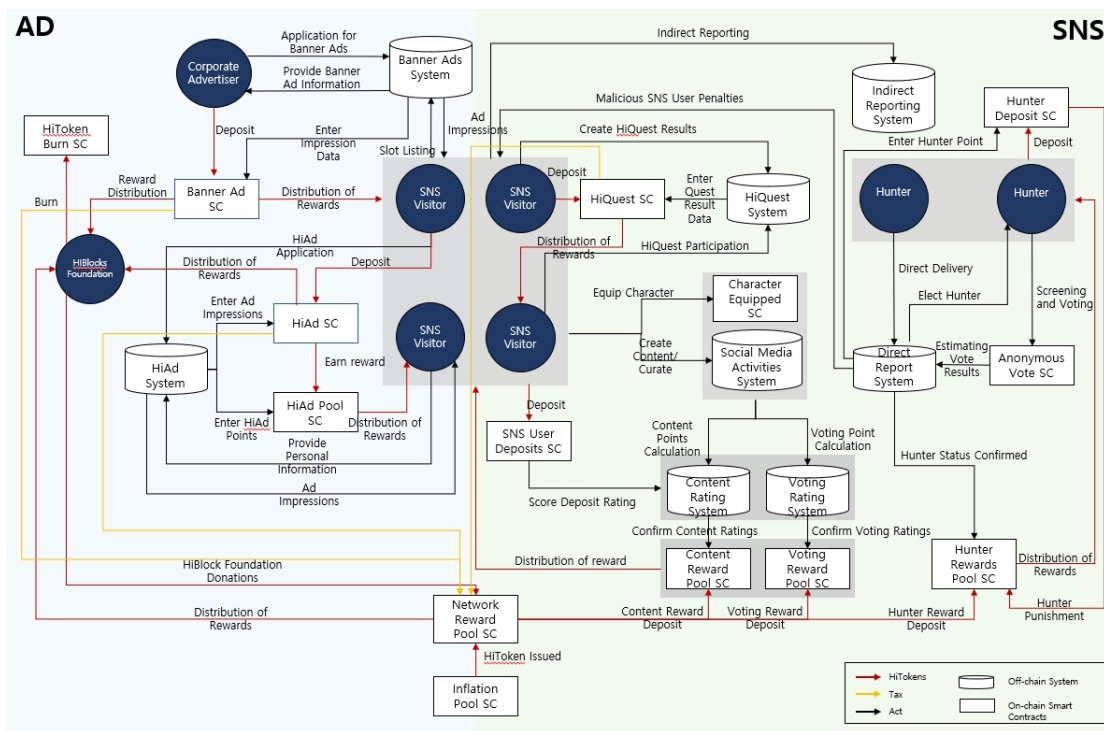 AD
SNS
Application for
Banner Ads
Indirect Reporting
Corporate
Advertiser
Banner Ads
System
Provide Banner
Ad Information
Indirect
Reporting
System
Hunter
Deposit SC
Malicious SNS User Penalties
HiToken
Burn SC
Deposit
Enter
Impression
Data
Ad
Impressions
Create HiQuest Results
Enter Hunter Point
Deposit
Slot Listing
Reward
Distribution
Banner Ad
SC
Distribution of
Rewards
SNS
Visitor
SNS
Visitor
Deposit
HiQuest SC
Enter
Quest
Result
Data
HiQuest
System
Hunter
Hunter
Burn
HiAd
Application
Distribution of
Rewards
HiQuest Participation
HIBlocks
Foundation
Distribution of
Rewards
Deposit
Direct Delivery
Equip Character
Character
Equipped
SC
Elect Hunter
Screening
and Voting
Enter Ad
Impressions
HiAd SC
SNS
Visitor
SNS
Visitor
Create
Content/
Curate
Social Media
Activities
System
HiAd
System
Earn reward
Direct
Report
System
Estimating
Vote
Results
Anonymous
Vote SC
HiAd Pool
SC
Enter HiAd
Points
Distribution of
Rewards
Deposit
SNS User
Deposits SC
Content
Points
Calculation
Voting Point
Calculation
Provide
Personal
Information
Hunter Status Confirmed
Ad
Impressions
Score Deposit Rating
Content
Rating
System
Voting
Rating
System
Confirm Content Ratings
Confirm Voting Ratings
HiBlock Foundation
Donations
Distribution of reward
Content
Reward
Pool SC
Voting
Reward
Pool SC
Hunter
Rewards
Pool SC
Distribution of
Rewards
Distribution of
Rewards
Network
Reward
Pool SC
Content Reward
Deposit
Voting Reward
Deposit
Hunter Reward
Deposit
Hunter
Punishment
HiToken Issued
Inflation
Pool SC
HiTokens
Off-chain System
Tax
Act
On-chain Smart
Contracts